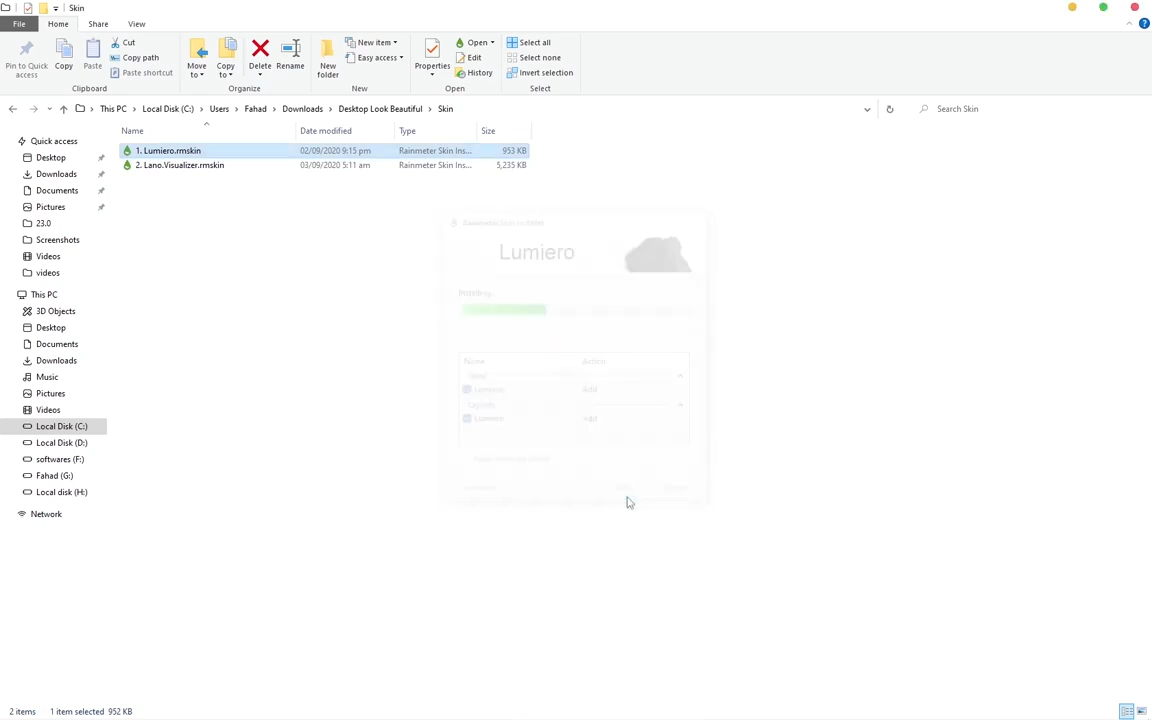 Skin
File Home Share View
Pin to Quick access
Copy
Paste
Cut
Copy path
Paste shortcut
Clipboard
Move to
Copy to
Delete
Rename
Organize
New folder
New item
Easy access
New
Properties
Open
Edit
History
Open
Select all
Select none
Invert selection
Select
This PC Local Disk (C:) Users Fahad Downloads Desktop Look Beautiful Skin
Search Skin
Name Date modified Type Size
1. Lumiero.rmskin 02/09/2020 9:15 pm Rainmeter Skin Ins... 953 KB
2. Lano.Visualizer.rmskin 03/09/2020 5:11 am Rainmeter Skin Ins... 5,235 KB
Quick access
Desktop
Downloads
Documents
Pictures
23.0
Screenshots
Videos
videos
This PC
3D Objects
Desktop
Documents
Downloads
Music
Pictures
Videos
Local Disk (C:)
Local Disk (D:)
softwares (F:)
Fahad (G:)
Local disk (H:)
Network
Lumiero
Installing...
Name Action
Add
Lumiero Add
2 items 1 item selected 952 KB